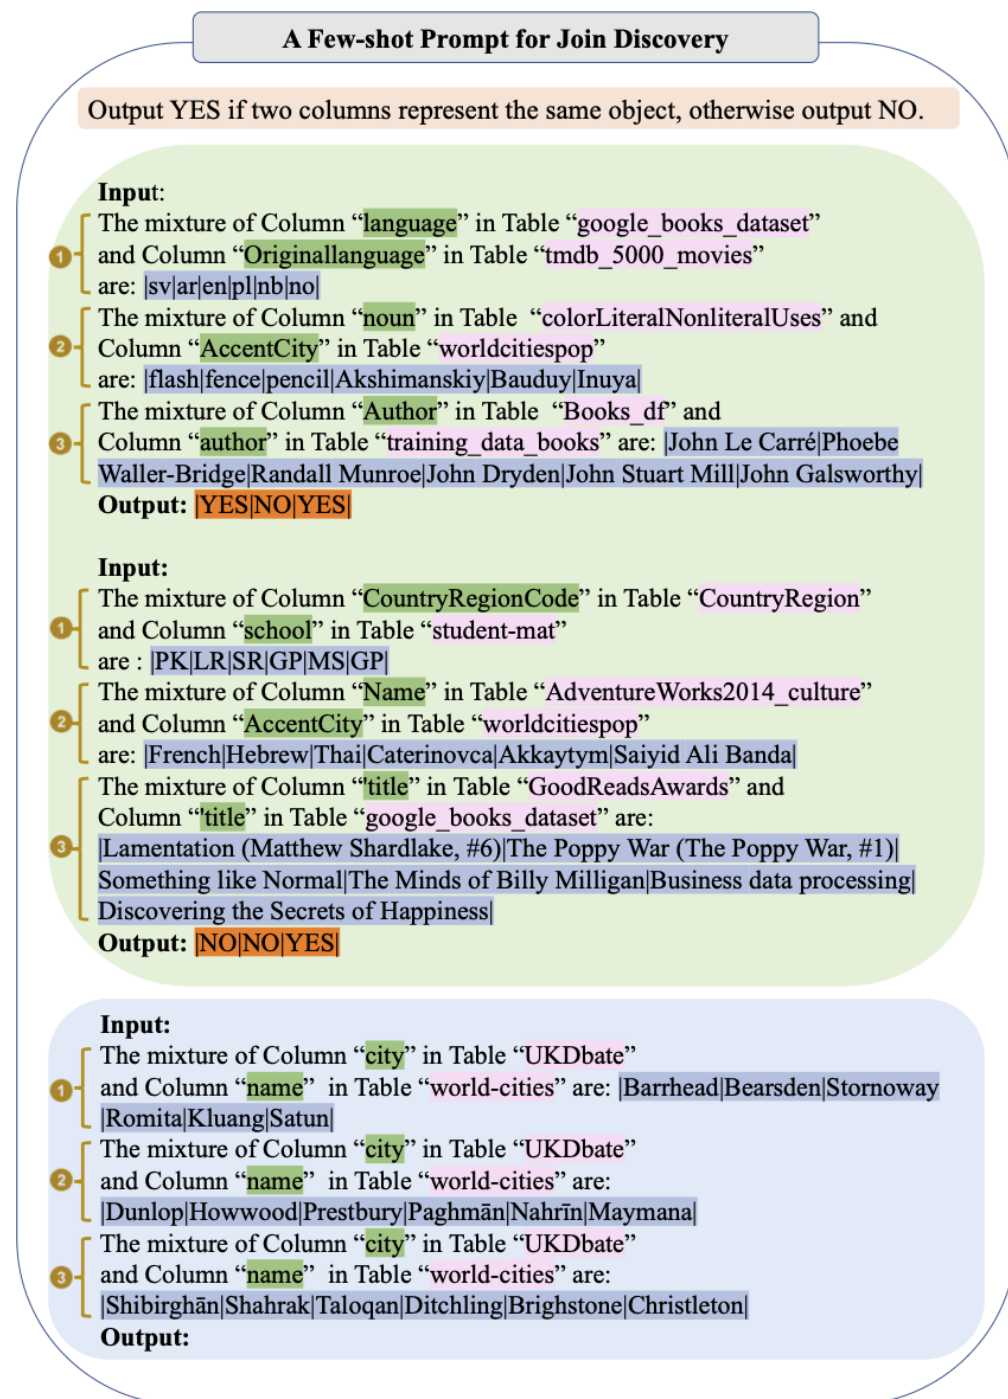 A Few-shot Prompt for Join Discovery
Output YES if two columns represent the same object, otherwise output NO.
Input:
1
The mixture of Column “language” in Table “google_books_dataset”
and Column “Originallanguage” in Table “tmdb_5000_movies”
are: |sv|ar|en|pl|nb|no|
2
The mixture of Column “noun” in Table “colorLiteralNonliteralUses” and
Column “AccentCity” in Table “worldcitiespop”
are: |flash|fence|pencil|Akshimanskiy|Bauduy|Inuya|
3
The mixture of Column “Author” in Table “Books_df” and
Column “author” in Table “training_data_books” are: |John Le Carré|Phoebe
Waller-Bridge|Randall Munroe|John Dryden|John Stuart Mill|John Galsworthy|
Output: |YES|NO|YES|
Input:
1
The mixture of Column “CountryRegionCode” in Table “CountryRegion”
and Column “school” in Table “student-mat”
are : |PK|LR|SR|GP|MS|GP|
2
The mixture of Column “Name” in Table “AdventureWorks2014_culture”
and Column “AccentCity” in Table “worldcitiespop”
are: |French|Hebrew|Thai|Caterinovca|Akkaytym|Saiyid Ali Banda|
3
The mixture of Column “'title” in Table “GoodReadsAwards” and
Column “'title” in Table “google_books_dataset” are:
|Lamentation (Matthew Shardlake, #6)|The Poppy War (The Poppy War, #1)|
Something like Normal|The Minds of Billy Milligan|Business data processing|
Discovering the Secrets of Happiness|
Output: |NO|NO|YES|
Input:
1
The mixture of Column “city” in Table “UKDbate”
and Column “name” in Table “world-cities” are: |Barrhead|Bearsden|Stornoway
|Romita|Kluang|Satun|
2
The mixture of Column “city” in Table “UKDbate”
and Column “name” in Table “world-cities” are:
|Dunlop|Howwood|Prestbury|Paghmān|Nahrīn|Maymana|
3
The mixture of Column “city” in Table “UKDbate”
and Column “name” in Table “world-cities” are:
|Shibirghān|Shahrak|Taloqan|Ditchling|Brighstone|Christleton|
Output: